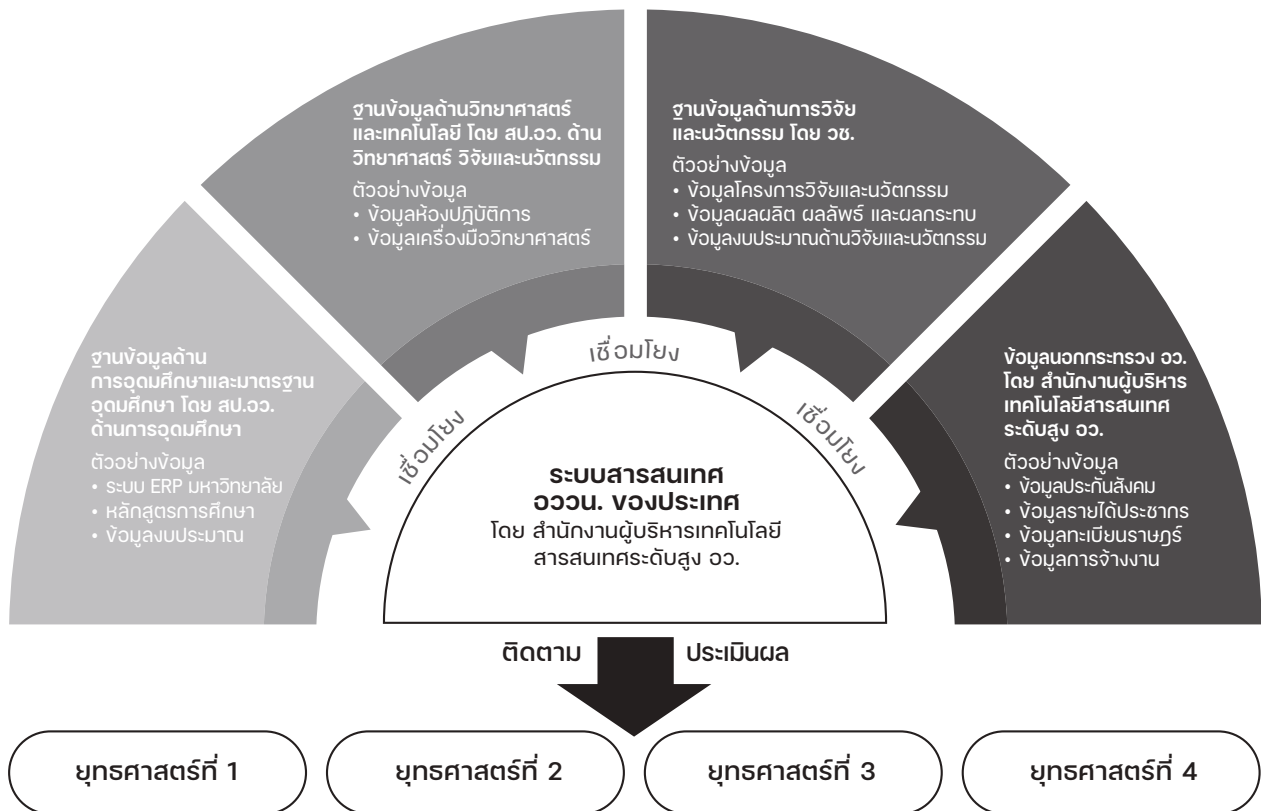 ฐานข้อมูลด้านวิทยาศาสตร์
และเทคโนโลยี โดย สป.อว. ด้าน
วิทยาศาสตร์ วิจัยและนวัตกรรม
ตัวอย่างข้อมูล
• ข้อมูลห้องปฏิบัติการ
• ข้อมูลเครื่องมือวิทยาศาสตร์
ฐานข้อมูลด้านการวิจัย
และนวัตกรรม โดย วช.
ตัวอย่างข้อมูล
• ข้อมูลโครงการวิจัยและนวัตกรรม
• ข้อมูลผลผลิต ผลลัพธ์ และผลกระทบ
• ข้อมูลงบประมาณด้านวิจัยและนวัตกรรม
ฐานข้อมูลด้าน
การอุดมศึกษาและมาตรฐาน
อุดมศึกษา โดย สป.อว.
ด้านการอุดมศึกษา
ตัวอย่างข้อมูล
• ระบบ ERP มหาวิทยาลัย
• หลักสูตรการศึกษา
• ข้อมูลงบประมาณ
เชื่อมโยง
เชื่อมโยง
เชื่อมโยง
ข้อมูลนอกกระทรวง อว.
โดย สำนักงานผู้บริหาร
เทคโนโลยีสารสนเทศ
ระดับสูง อว.
ตัวอย่างข้อมูล
• ข้อมูลประกันสังคม
• ข้อมูลรายได้ประชากร
• ข้อมูลทะเบียนราษฎร์
• ข้อมูลการจ้างงาน
ระบบสารสนเทศ
อววน. ของประเทศ
โดย สำนักงานผู้บริหารเทคโนโลยี
สารสนเทศระดับสูง อว.
ติดตาม ประเมินผล
ยุทธศาสตร์ที่ 1
ยุทธศาสตร์ที่ 2
ยุทธศาสตร์ที่ 3
ยุทธศาสตร์ที่ 4